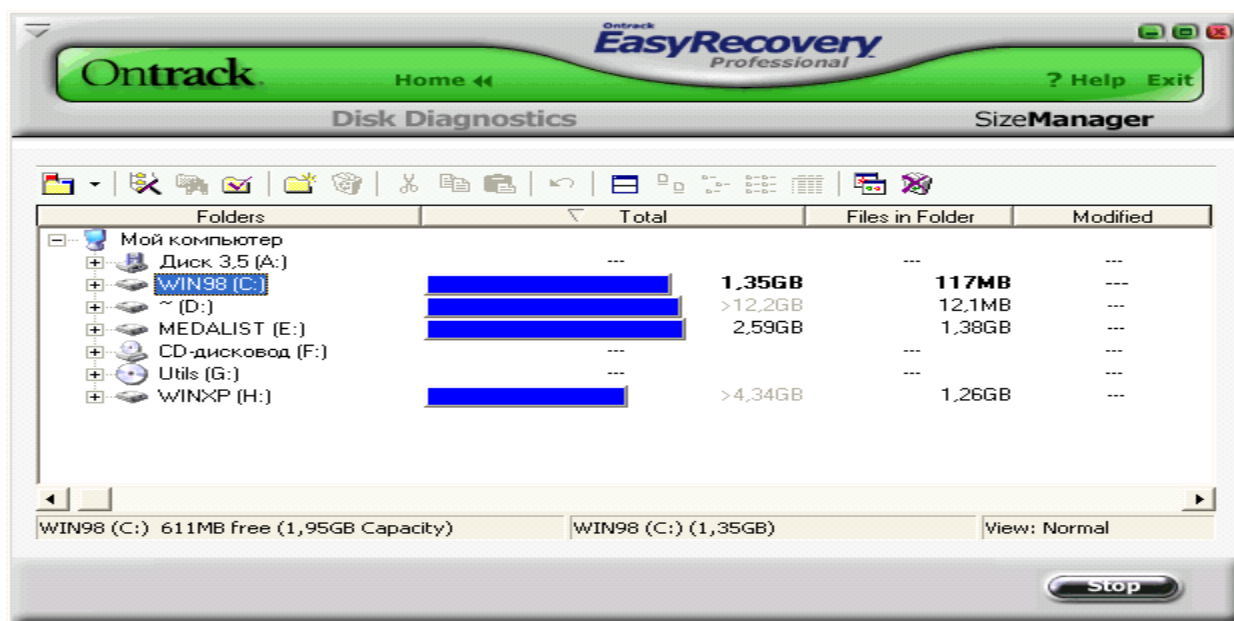 Ontrack
EasyRecovery
Professional
Ontrack. Home ? Help Exit
Disk Diagnostics SizeManager
Folders Total Files in Folder Modified
Мой компьютер
Диск 3,5 (A:) --- --- ---
WIN98 (C:) 1,35GB 117MB ---
~ (D:) >12,2GB 12,1MB ---
MEDALIST (E:) 2,59GB 1,38GB ---
CD-дисковод (F:) --- --- ---
Utils (G:) --- --- ---
WINXP (H:) >4,34GB 1,26GB ---
WIN98 (C:) 611MB free (1,95GB Capacity) WIN98 (C:) (1,35GB) View: Normal
Stop